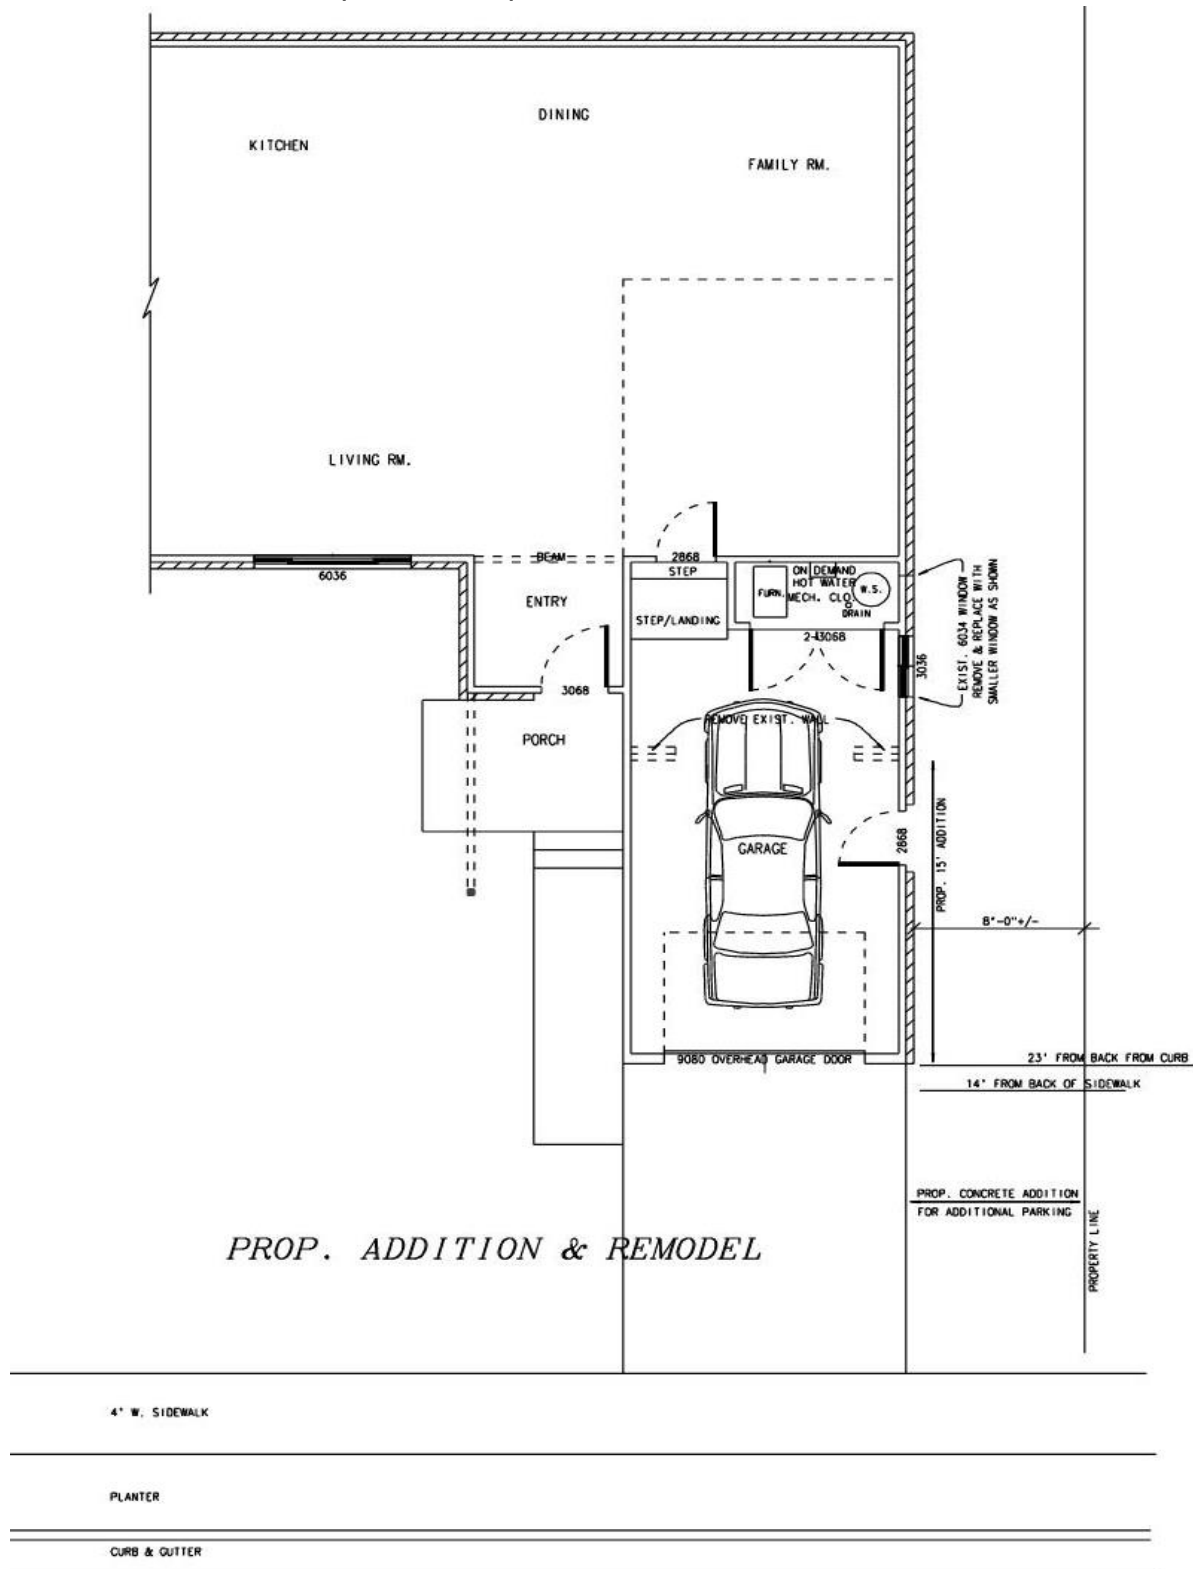 DINING
KITCHEN
FAMILY RM.
LIVING RM.
BEAM
2868
6036
STEP
ON DEMAND
HOT WATER
MECH. CLO.
FURN.
W.S.
DRAIN
ENTRY
STEP/LANDING
2-3068
3036
EXIST. 6034 WINDOW
REMOVE & REPLACE WITH
SMALLER WINDOW AS SHOWN
3068
REMOVE EXIST. WALL
PORCH
GARAGE
2868
PROP. 15' ADDITION
8'-0"+/-
9080 OVERHEAD GARAGE DOOR
23' FROM BACK FROM CURB
14' FROM BACK OF SIDEWALK
PROP. CONCRETE ADDITION
FOR ADDITIONAL PARKING
PROPERTY LINE
PROP. ADDITION & REMODEL
4' W. SIDEWALK
PLANTER
CURB & GUTTER